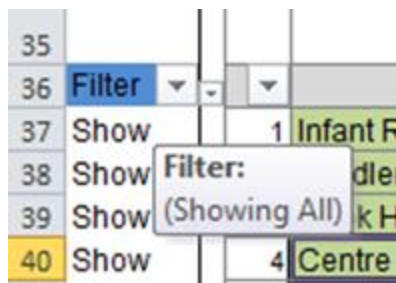 35
36 Filter
37 Show 1 Infant R
38 Show Filter:
39 Show (Showing All) k H
40 Show 4 Centre